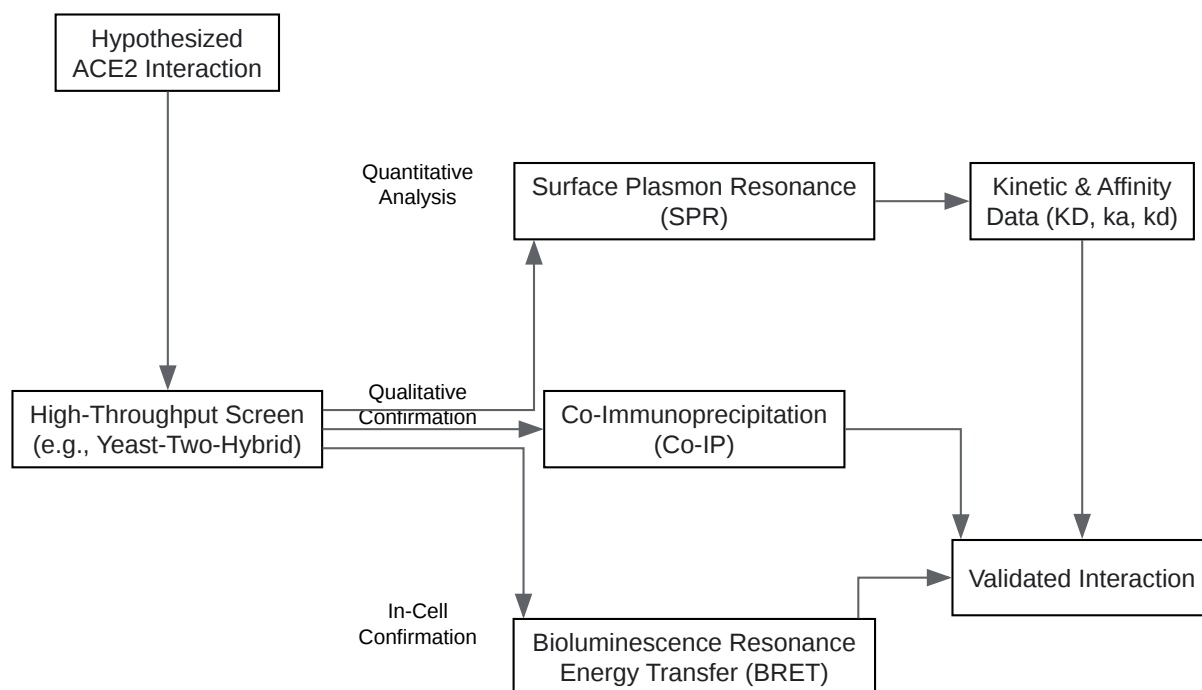 Hypothesized
ACE2 Interaction
Quantitative
Analysis
Surface Plasmon Resonance
(SPR)
Kinetic & Affinity
Data (KD, ka, kd)
High-Throughput Screen
(e.g., Yeast-Two-Hybrid)
Qualitative
Confirmation
Co-Immunoprecipitation
(Co-IP)
Validated Interaction
In-Cell
Confirmation
Bioluminescence Resonance
Energy Transfer (BRET)